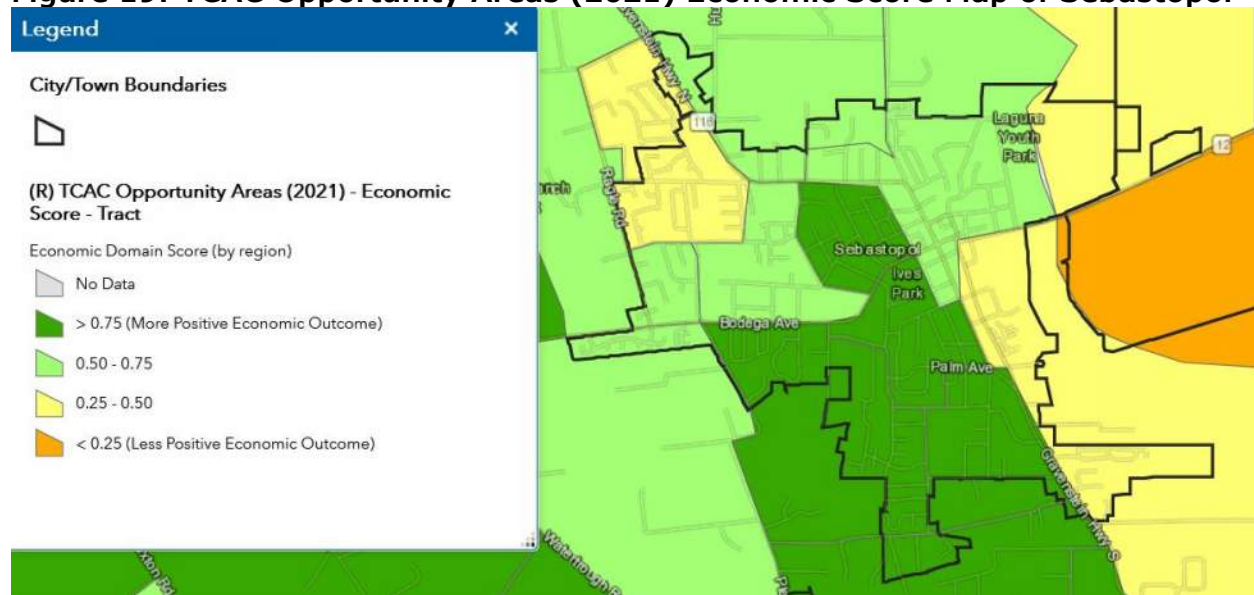 Figure 19: TCAC Opportunity Areas (2021) Economic Score Map of Sebastopol
Legend
×
City/Town Boundaries
(R) TCAC Opportunity Areas (2021) - Economic
Score - Tract
Economic Domain Score (by region)
No Data
> 0.75 (More Positive Economic Outcome)
0.50 - 0.75
0.25 - 0.50
< 0.25 (Less Positive Economic Outcome)
Hwy N
116
Laguna
Youth
Park
12
Ragle Rd
Sebastopol
Ives
Park
Bodega Ave
Palm Ave
Gravenstein Hwy S